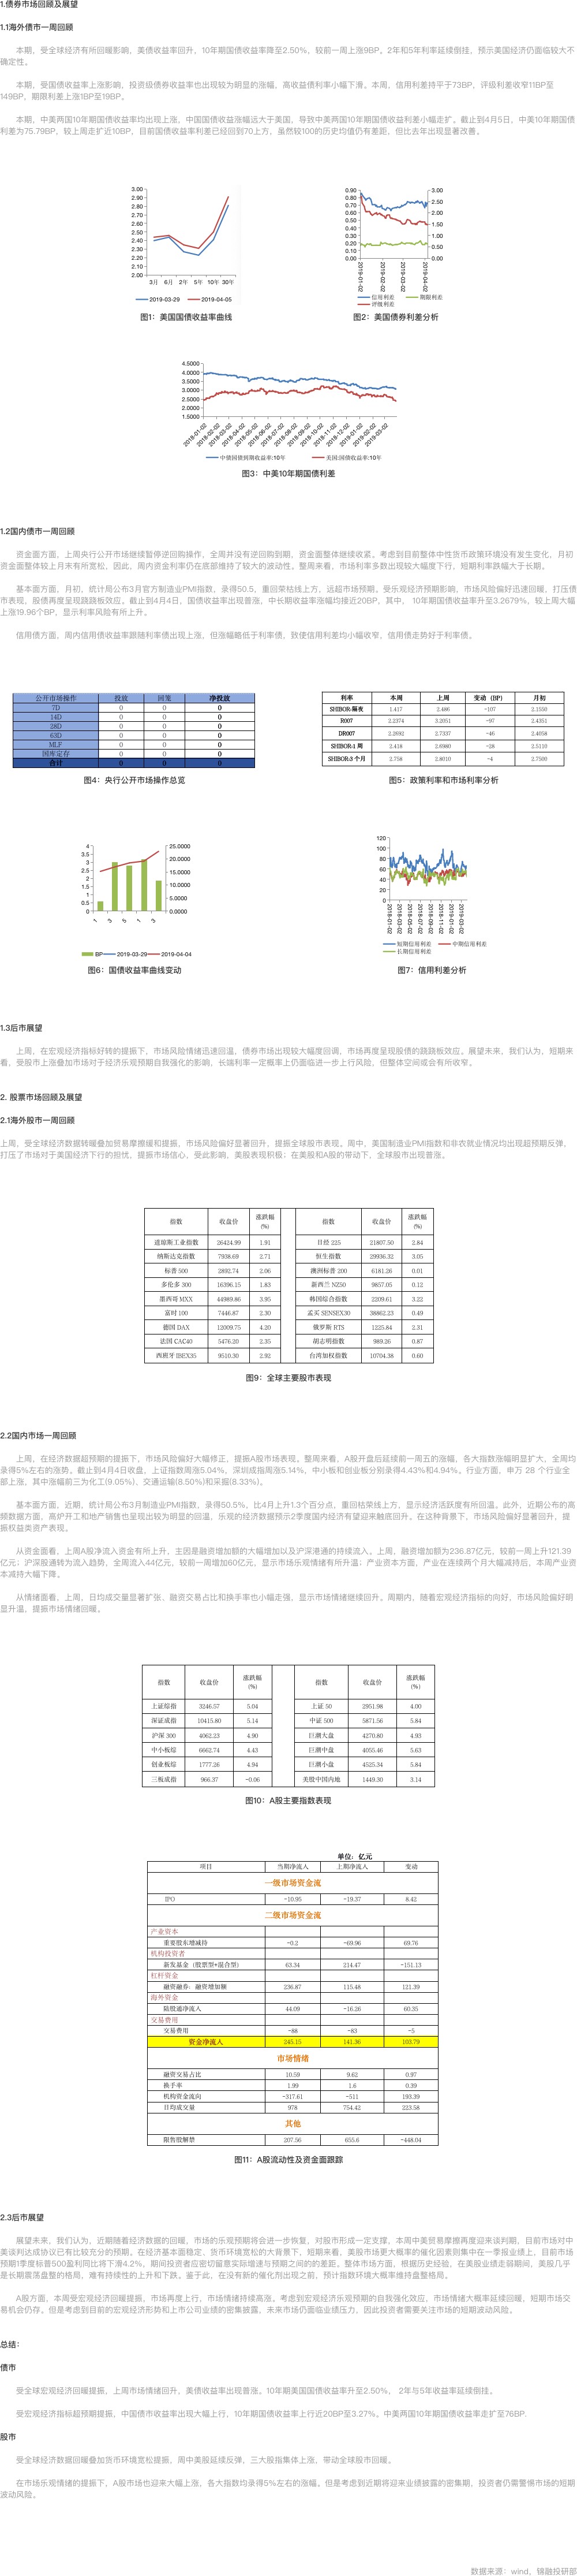 1.债券市场回顾及展望
1.1海外债市一周回顾
本期，受全球经济有所回暖影响，美债收益率回升，10年期国债收益率降至2.50%，较前一周上涨9BP。2年和5年利率延续倒挂，预示美国经济仍面临较大不
确定性。
本期，受国债收益率上涨影响，投资级债券收益率也出现较为明显的涨幅，高收益债利率小幅下滑。本周，信用利差持平于73BP，评级利差收窄11BP至
149BP，期限利差上涨1BP至19BP。
本期，中美两国10年期国债收益率均出现上涨，中国国债收益涨幅远大于美国，导致中美两国10年期国债收益利差小幅走扩。截止到4月5日，中美10年期国债
利差为75.79BP，较上周走扩近10BP，目前国债收益率利差已经回到70上方，虽然较100的历史均值仍有差距，但比去年出现显著改善。
3.00
2.90
2.80
2.70
2.60
2.50
2.40
2.30
2.20
2.10
2.00
3月 6月 2年 5年 10年 30年
2019-03-29 2019-04-05
图1：美国国债收益率曲线
0.90
0.80
0.70
0.60
0.50
0.40
0.30
0.20
0.10
0.00
3.00
2.50
2.00
1.50
1.00
0.50
0.00
2019-01-02
2019-02-02
2019-03-02
2019-04-02
信用利差 期限利差
评级利差
图2：美国债券利差分析
4.5000
4.0000
3.5000
3.0000
2.5000
2.0000
1.5000
2018-01-02 2018-02-02 2018-03-02 2018-04-02 2018-05-02 2018-06-02 2018-07-02 2018-08-02 2018-09-02 2018-10-02 2018-11-02 2018-12-02 2019-01-02 2019-02-02 2019-03-02
中债国债到期收益率:10年 美国:国债收益率:10年
图3：中美10年期国债利差
1.2国内债市一周回顾
资金面方面，上周央行公开市场继续暂停逆回购操作，全周并没有逆回购到期，资金面整体继续收紧。考虑到目前整体中性货币政策环境没有发生变化，月初
资金面整体较上月末有所宽松，因此，周内资金利率仍在底部维持了较大的波动性。整周来看，市场利率多数出现较大幅度下行，短期利率跌幅大于长期。
基本面方面，月初，统计局公布3月官方制造业PMI指数，录得50.5，重回荣枯线上方，远超市场预期。受乐观经济预期影响，市场风险偏好迅速回暖，打压债
市表现，股债再度呈现跷跷板效应。截止到4月4日，国债收益率出现普涨，中长期收益率涨幅均接近20BP，其中， 10年期国债收益率升至3.2679%，较上周大幅
上涨19.96个BP，显示利率风险有所上升。
信用债方面，周内信用债收益率跟随利率债出现上涨，但涨幅略低于利率债，致使信用利差均小幅收窄，信用债走势好于利率债。
公开市场操作 投放 回笼 净投放
7D 0 0 0
14D 0 0 0
28D 0 0 0
63D 0 0 0
MLF 0 0 0
国库定存 0 0 0
合计 0 0 0
图4：央行公开市场操作总览
利率 本周 上周 变动（BP） 月初
SHIBOR-隔夜 1.417 2.486 -107 2.1550
R007 2.2374 3.2051 -97 2.4351
DR007 2.2692 2.7337 -46 2.4058
SHIBOR-1 周 2.418 2.6980 -28 2.5110
SHIBOR-3 个月 2.758 2.8010 -4 2.7500
图5：政策利率和市场利率分析
4
3.5
3
2.5
2
1.5
1
0.5
0
25.0000
20.0000
15.0000
10.0000
5.0000
0.0000
1 3 5 1 3
BP 2019-03-29 2019-04-04
图6：国债收益率曲线变动
120
100
80
60
40
20
0
2018-01-02
2018-03-02
2018-05-02
2018-07-02
2018-09-02
2018-11-02
2019-01-02
2019-03-02
短期信用利差 中期信用利差
长期信用利差
图7：信用利差分析
1.3后市展望
上周，在宏观经济指标好转的提振下，市场风险情绪迅速回温，债券市场出现较大幅度回调，市场再度呈现股债的跷跷板效应。展望未来，我们认为，短期来
看，受股市上涨叠加市场对于经济乐观预期自我强化的影响，长端利率一定概率上仍面临进一步上行风险，但整体空间或会有所收窄。
2. 股票市场回顾及展望
2.1海外股市一周回顾
上周，受全球经济数据转暖叠加贸易摩擦缓和提振，市场风险偏好显著回升，提振全球股市表现。周中，美国制造业PMI指数和非农就业情况均出现超预期反弹，
打压了市场对于美国经济下行的担忧，提振市场信心，受此影响，美股表现积极；在美股和A股的带动下，全球股市出现普涨。
指数 收盘价 涨跌幅(%) 指数 收盘价 涨跌幅(%)
道琼斯工业指数 26424.99 1.91 日经 225 21807.50 2.84
纳斯达克指数 7938.69 2.71 恒生指数 29936.32 3.05
标普 500 2892.74 2.06 澳洲标普 200 6181.26 0.01
多伦多 300 16396.15 1.83 新西兰 NZ50 9857.05 0.12
墨西哥 MXX 44989.86 3.95 韩国综合指数 2209.61 3.22
富时 100 7446.87 2.30 孟买 SENSEX30 38862.23 0.49
德国 DAX 12009.75 4.20 俄罗斯 RTS 1225.84 2.31
法国 CAC40 5476.20 2.35 胡志明指数 989.26 0.87
西班牙 IBEX35 9510.30 2.92 台湾加权指数 10704.38 0.60
图9：全球主要股市表现
2.2国内市场一周回顾
上周，在经济数据超预期的提振下，市场风险偏好大幅修正，提振A股市场表现。整周来看，A股开盘后延续前一周五的涨幅，各大指数涨幅明显扩大，全周均
录得5%左右的涨势。截止到4月4日收盘，上证指数周涨5.04%，深圳成指周涨5.14%，中小板和创业板分别录得4.43%和4.94%。行业方面，申万 28 个行业全
部上涨，其中涨幅前三为化工(9.05%)、交通运输(8.50%)和采掘(8.33%)。
基本面方面，近期，统计局公布3月制造业PMI指数，录得50.5%，比4月上升1.3个百分点，重回枯荣线上方，显示经济活跃度有所回温。此外，近期公布的高
频数据方面，高炉开工和地产销售也呈现出较为明显的回温，乐观的经济数据预示2季度国内经济有望迎来触底回升。在这种背景下，市场风险偏好显著回升，提
振权益类资产表现。
从资金面看，上周A股净流入资金有所上升，主因是融资增加额的大幅增加以及沪深港通的持续流入。上周，融资增加额为236.87亿元，较前一周上升121.39
亿元；沪深股通转为流入趋势，全周流入44亿元，较前一周增加60亿元，显示市场乐观情绪有所升温；产业资本方面，产业在连续两个月大幅减持后，本周产业资
本减持大幅下降。
从情绪面看，上周，日均成交量显著扩张、融资交易占比和换手率也小幅走强，显示市场情绪继续回升。周期内，随着宏观经济指标的向好，市场风险偏好明
显升温，提振市场情绪回暖。
指数 收盘价 涨跌幅(%) 指数 收盘价 涨跌幅(%)
上证综指 3246.57 5.04 上证 50 2951.98 4.00
深证成指 10415.80 5.14 中证 500 5871.56 5.84
沪深 300 4062.23 4.90 巨潮大盘 4270.80 4.93
中小板综 6662.74 4.43 巨潮中盘 4055.46 5.63
创业板综 1777.26 4.94 巨潮小盘 4525.34 5.84
三板成指 966.37 -0.06 美股中国内地 1449.30 3.14
图10：A股主要指数表现
单位：亿元
项目 当期净流入 上期净流入 变动
一级市场资金流
IPO -10.95 -19.37 8.42
二级市场资金流
产业资本
重要股东增减持 -0.2 -69.96 69.76
机构投资者
新发基金（股票型+混合型） 63.34 214.47 -151.13
杠杆资金
融资融券：融资增加额 236.87 115.48 121.39
海外资金
陆股通净流入 44.09 -16.26 60.35
交易费用
交易费用 -88 -83 -5
资金净流入 245.15 141.36 103.79
市场情绪
融资交易占比 10.59 9.62 0.97
换手率 1.99 1.6 0.39
机构资金流向 -317.61 -511 193.39
日均成交量 978 754.42 223.58
其他
限售股解禁 207.56 655.6 -448.04
图11：A股流动性及资金面跟踪
2.3后市展望
展望未来，我们认为，近期随着经济数据的回暖，市场的乐观预期将会进一步恢复，对股市形成一定支撑，本周中美贸易摩擦再度迎来谈判期，目前市场对中
美谈判达成协议已有比较充分的预期。在经济基本面稳定、货币环境宽松的大背景下，短期来看，美股市场更大概率的催化因素则集中在一季报业绩上，目前市场
预期1季度标普500盈利同比将下滑4.2%，期间投资者应密切留意实际增速与预期之间的的差距。整体市场方面，根据历史经验，在美股业绩走弱期间，美股几乎
是长期震荡盘整的格局，难有持续性的上升和下跌。鉴于此，在没有新的催化剂出现之前，预计指数环境大概率维持盘整格局。
A股方面，本周受宏观经济回暖提振，市场再度上行，市场情绪持续高涨。考虑到宏观经济乐观预期的自我强化效应，市场情绪大概率延续回暖，短期市场交
易机会仍存。但是考虑到目前的宏观经济形势和上市公司业绩的密集披露，未来市场仍面临业绩压力，因此投资者需要关注市场的短期波动风险。
总结：
债市
受全球宏观经济回暖提振，上周市场情绪回升，美债收益率出现普涨。10年期美国国债收益率升至2.50%， 2年与5年收益率延续倒挂。
受宏观经济指标超预期提振，中国债市收益率出现大幅上行，10年期国债收益率上行近20BP至3.27%。中美两国10年期国债收益率走扩至76BP.
股市
受全球经济数据回暖叠加货币环境宽松提振，周中美股延续反弹，三大股指集体上涨，带动全球股市回暖。
在市场乐观情绪的提振下，A股市场也迎来大幅上涨，各大指数均录得5%左右的涨幅。但是考虑到近期将迎来业绩披露的密集期，投资者仍需警惕市场的短期
波动风险。
数据来源：wind，锦融投研部